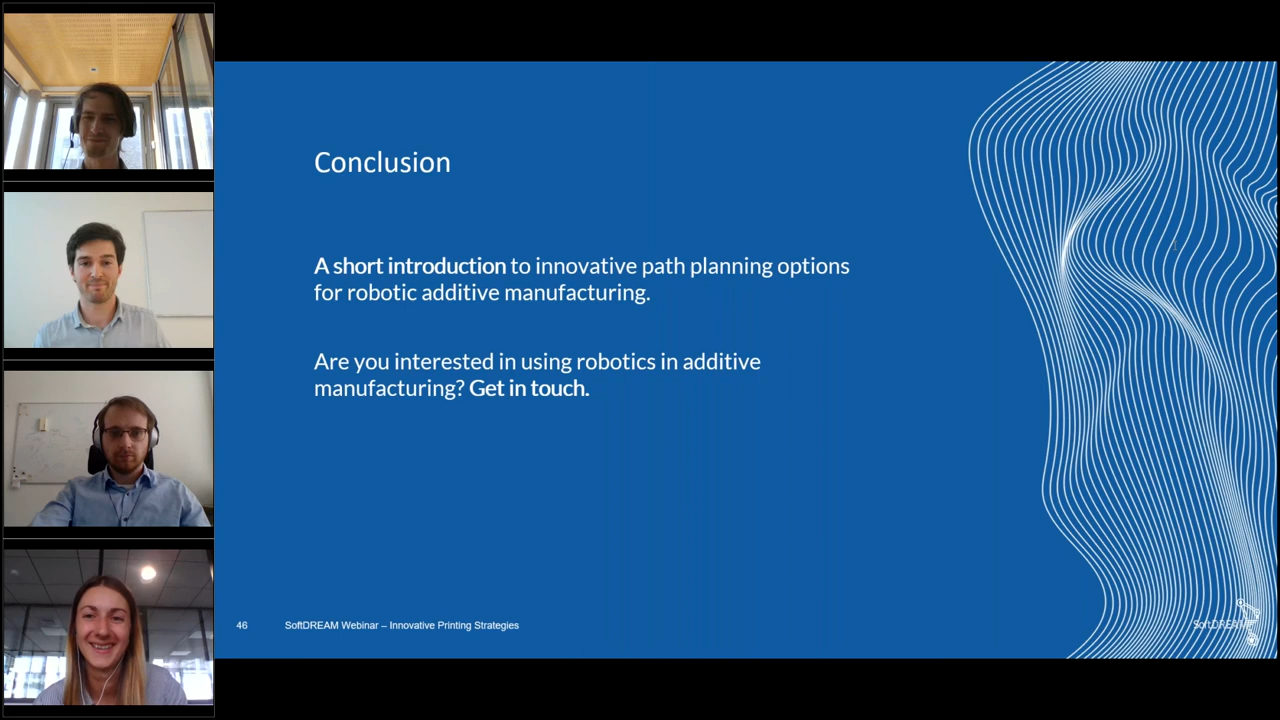 Conclusion
A short introduction to innovative path planning options
for robotic additive manufacturing.
Are you interested in using robotics in additive
manufacturing? Get in touch.
46
SoftDREAM Webinar – Innovative Printing Strategies
SoftDREAM